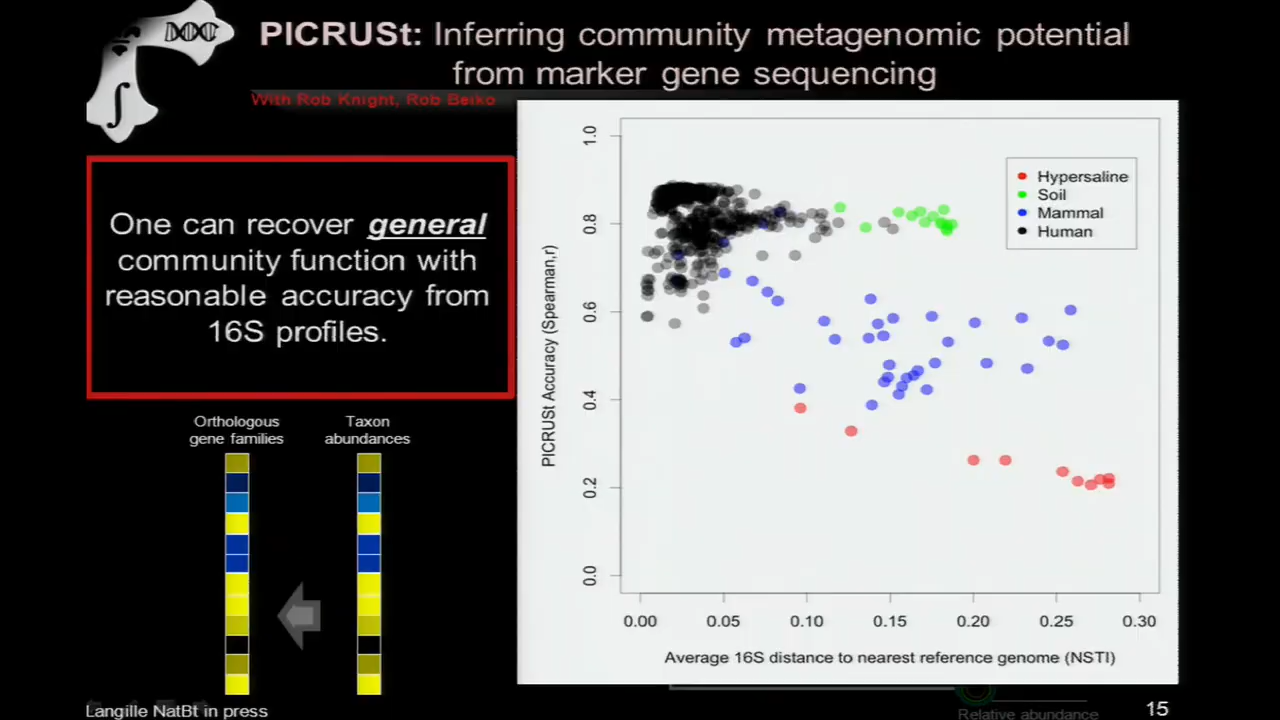 PICRUSt: Inferring community metagenomic potential
from marker gene sequencing
With Rob Knight, Rob Beiko
One can recover general
community function with
reasonable accuracy from
16S profiles.
Orthologous
gene families
Taxon
abundances
Langille NatBt in press
PICRUSt Accuracy (Spearman,r)
1.0
0.8
0.6
0.4
0.2
0.0
Hypersaline
Soil
Mammal
Human
0.00 0.05 0.10 0.15 0.20 0.25 0.30
Average 16S distance to nearest reference genome (NSTI)
Relative abundance
15